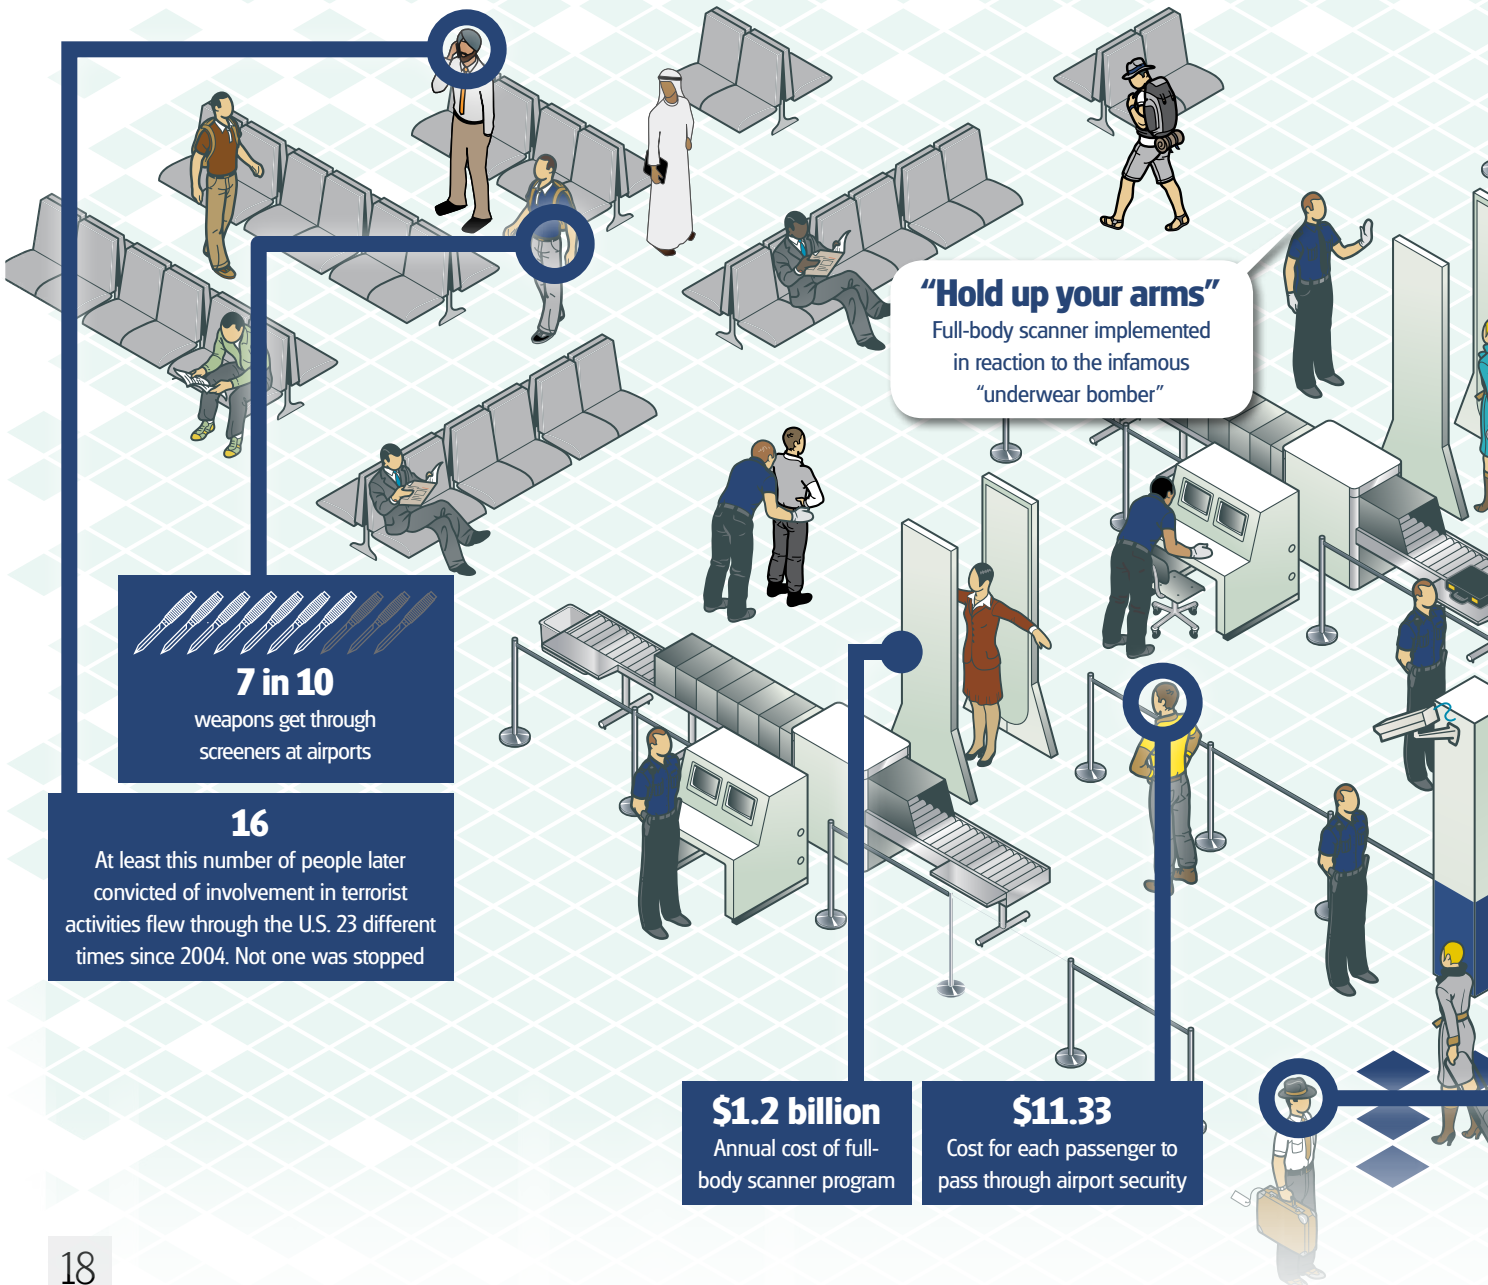 “Hold up your arms”
Full-body scanner implemented
in reaction to the infamous
“underwear bomber”
7 in 10
weapons get through
screeners at airports
16
At least this number of people later
convicted of involvement in terrorist
activities flew through the U.S. 23 different
times since 2004. Not one was stopped
$1.2 billion
Annual cost of full-
body scanner program
$11.33
Cost for each passenger to
pass through airport security
18